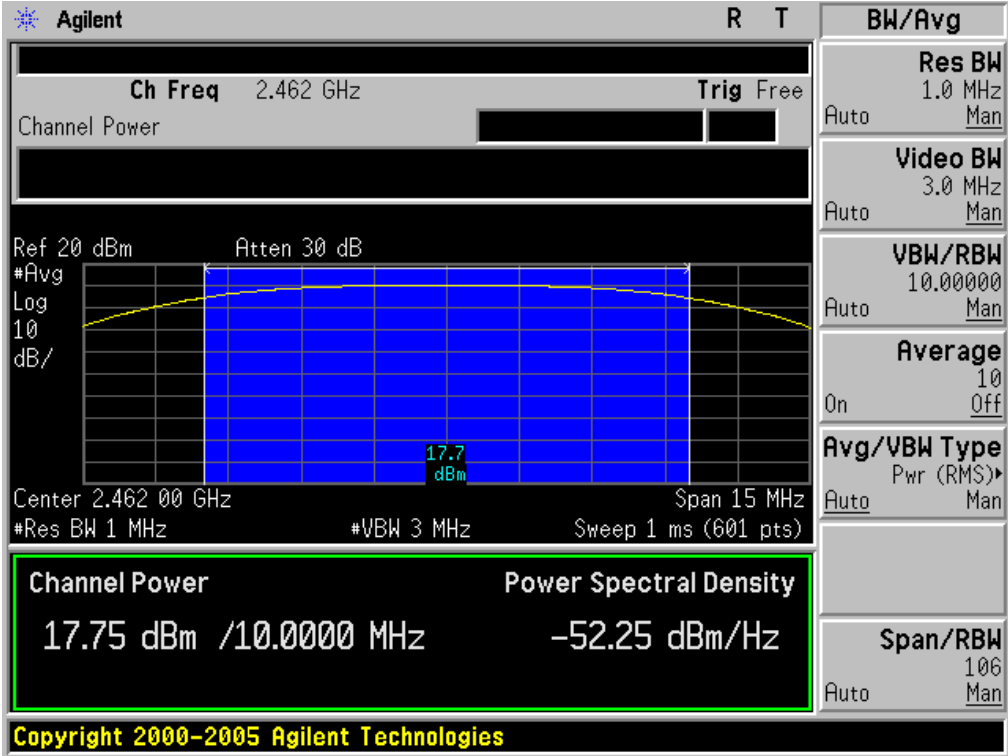 Agilent R T
Ch Freq 2.462 GHz Trig Free
Channel Power
Ref 20 dBm Atten 30 dB
#Avg
Log
10
dB/
17.7
dBm
Center 2.462 00 GHz Span 15 MHz
#Res BW 1 MHz #VBW 3 MHz Sweep 1 ms (601 pts)
Channel Power Power Spectral Density
17.75 dBm /10.0000 MHz -52.25 dBm/Hz
Copyright 2000-2005 Agilent Technologies
BW/Avg
Res BW
1.0 MHz
Auto Man
Video BW
3.0 MHz
Auto Man
VBW/RBW
10.00000
Auto Man
Average
10
On Off
Avg/VBW Type
Pwr (RMS)▸
Auto Man
Span/RBW
106
Auto Man